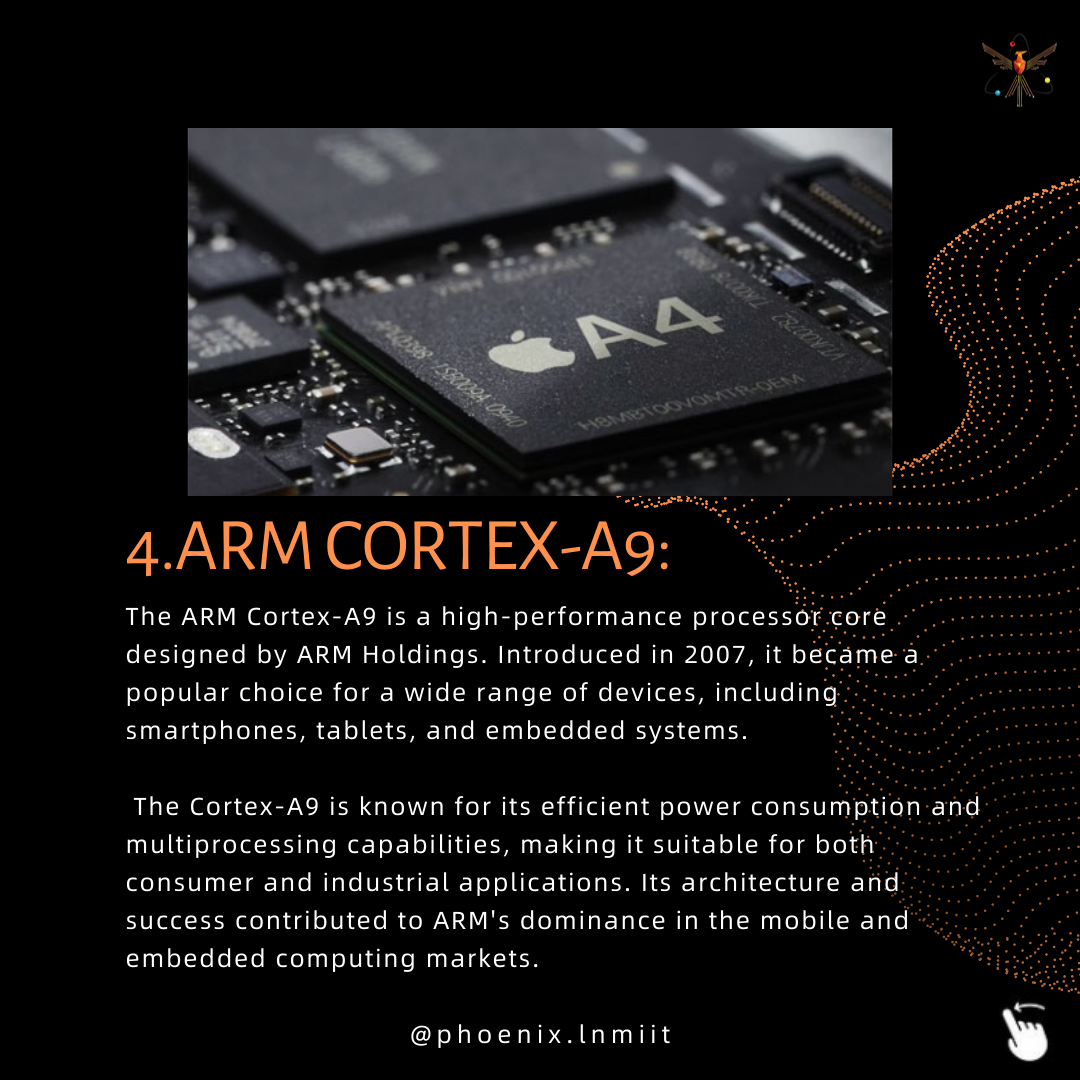 A4
4.ARM CORTEX-A9:
The ARM Cortex-A9 is a high-performance processor core
designed by ARM Holdings. Introduced in 2007, it became a
popular choice for a wide range of devices, including
smartphones, tablets, and embedded systems.
The Cortex-A9 is known for its efficient power consumption and
multiprocessing capabilities, making it suitable for both
consumer and industrial applications. Its architecture and
success contributed to ARM's dominance in the mobile and
embedded computing markets.
@phoenix.lnmiit